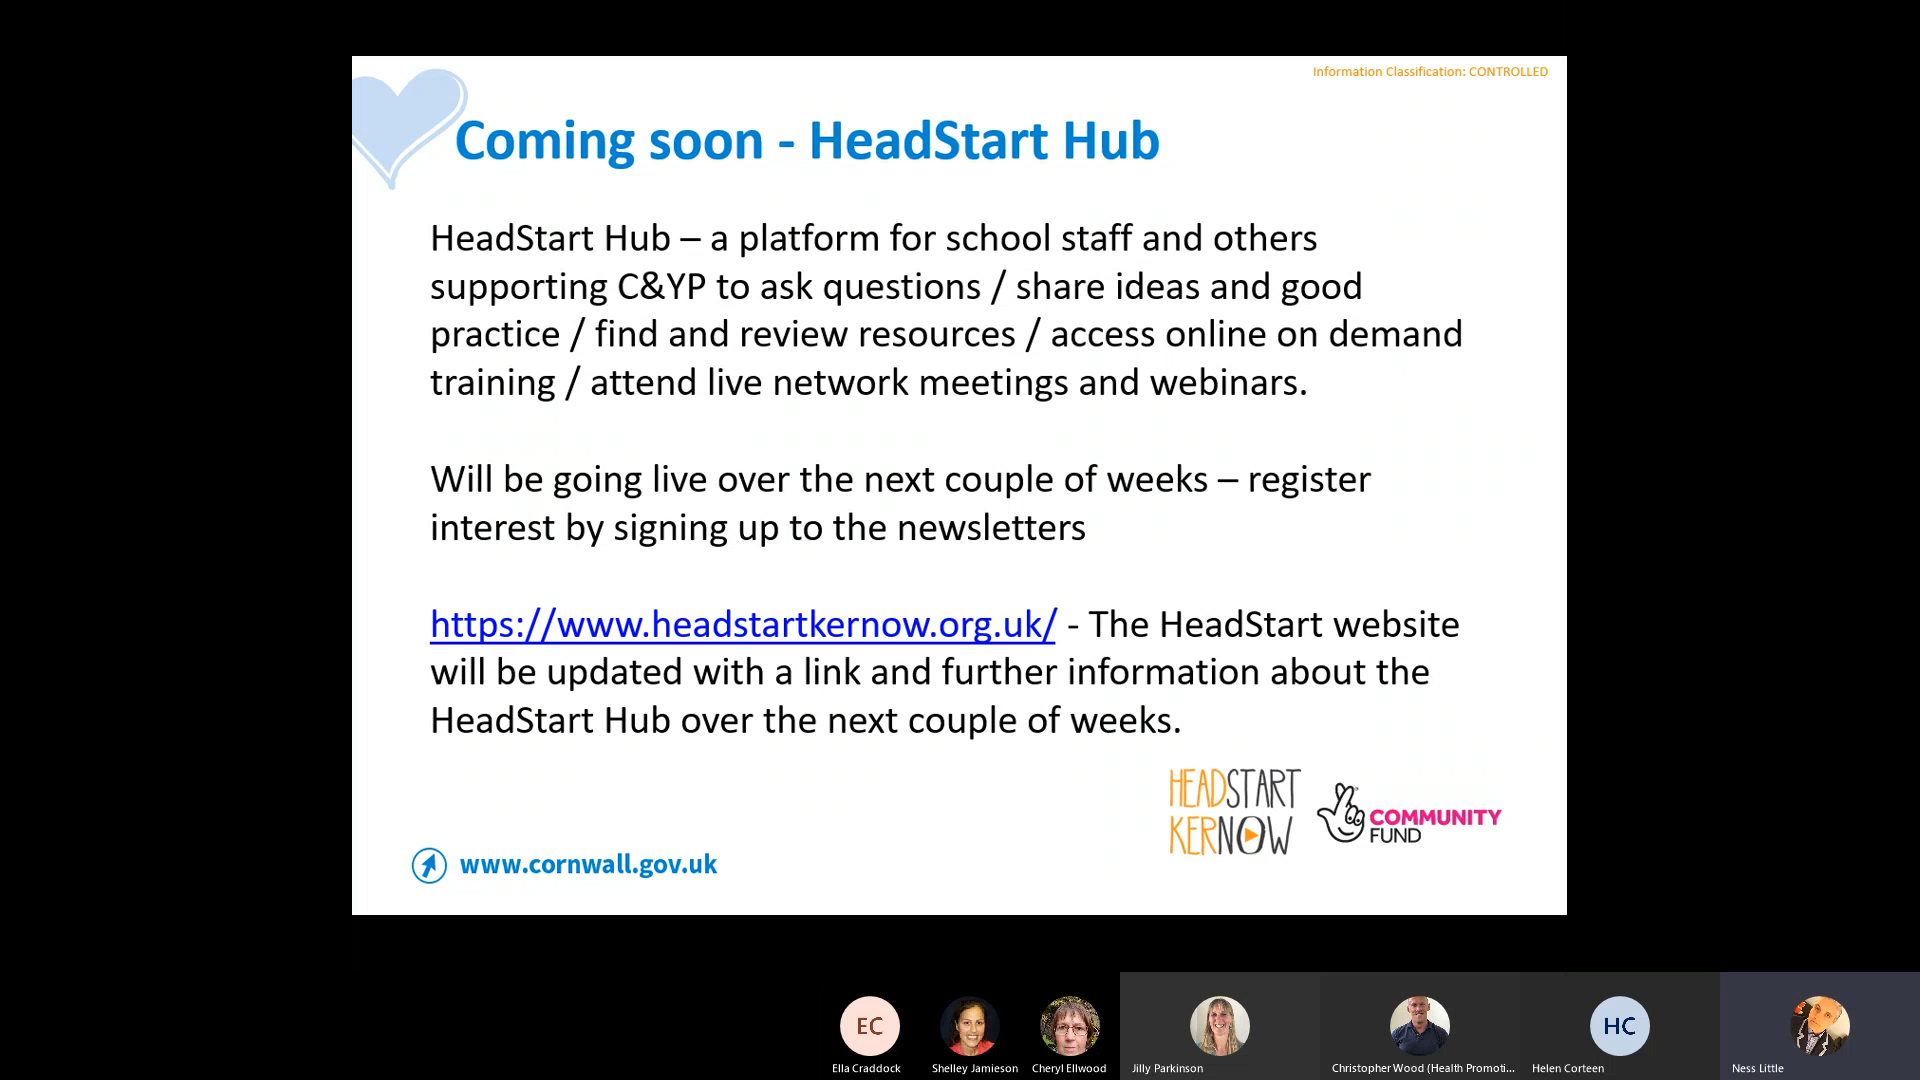 Information Classification: CONTROLLED
Coming soon - HeadStart Hub
HeadStart Hub – a platform for school staff and others
supporting C&YP to ask questions / share ideas and good
practice / find and review resources / access online on demand
training / attend live network meetings and webinars.
Will be going live over the next couple of weeks – register
interest by signing up to the newsletters
https://www.headstartkernow.org.uk/ - The HeadStart website
will be updated with a link and further information about the
HeadStart Hub over the next couple of weeks.
HEADSTART
KERNOW
COMMUNITY
FUND
www.cornwall.gov.uk
EC
HC
Ella Craddock
Shelley Jamieson
Cheryl Ellwood
Jilly Parkinson
Christopher Wood (Health Promoti...
Helen Corteen
Ness Little